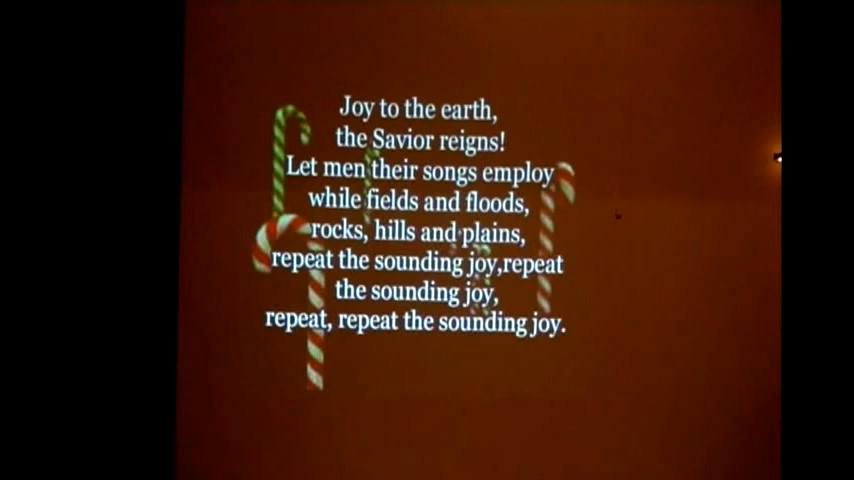 Joy to the earth,
the Savior reigns!
Let men their songs employ
while fields and floods,
rocks, hills and plains,
repeat the sounding joy,repeat
the sounding joy,
repeat, repeat the sounding joy.